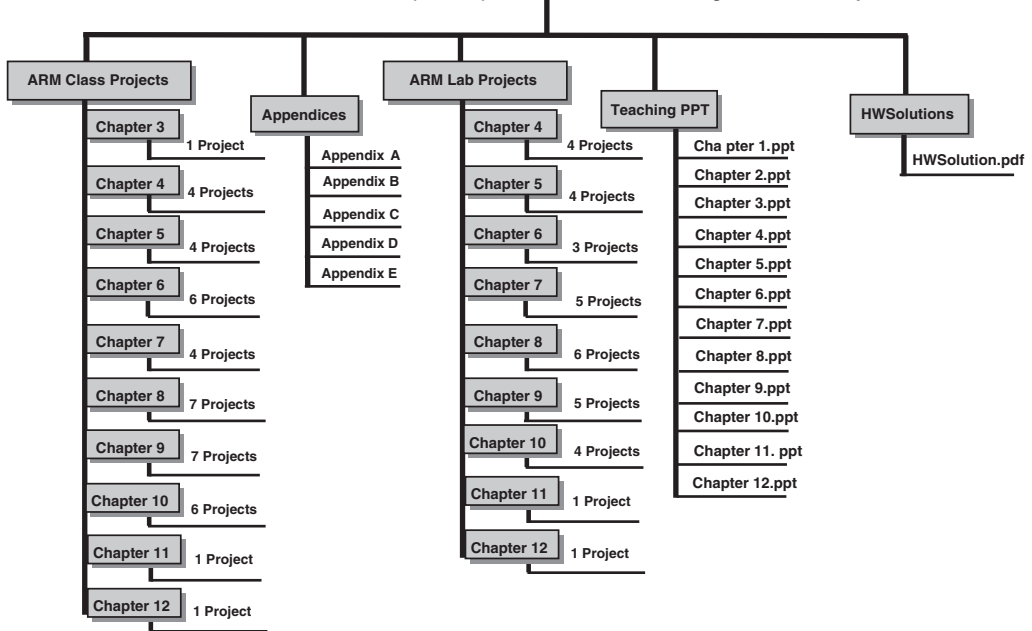 ARM Class Projects
Chapter 3
1 Project
Chapter 4
4 Projects
Chapter 5
4 Projects
Chapter 6
6 Projects
Chapter 7
4 Projects
Chapter 8
7 Projects
Chapter 9
7 Projects
Chapter 10
6 Projects
Chapter 11
1 Project
Chapter 12
1 Project
Appendices
Appendix A
Appendix B
Appendix C
Appendix D
Appendix E
ARM Lab Projects
Chapter 4
4 Projects
Chapter 5
4 Projects
Chapter 6
3 Projects
Chapter 7
5 Projects
Chapter 8
6 Projects
Chapter 9
5 Projects
Chapter 10
4 Projects
Chapter 11
1 Project
Chapter 12
1 Project
Teaching PPT
Cha pter 1.ppt
Chapter 2.ppt
Chapter 3.ppt
Chapter 4.ppt
Chapter 5.ppt
Chapter 6.ppt
Chapter 7.ppt
Chapter 8.ppt
Chapter 9.ppt
Chapter 10.ppt
Chapter 11. ppt
Chapter 12.ppt
HWSolutions
HWSolution.pdf